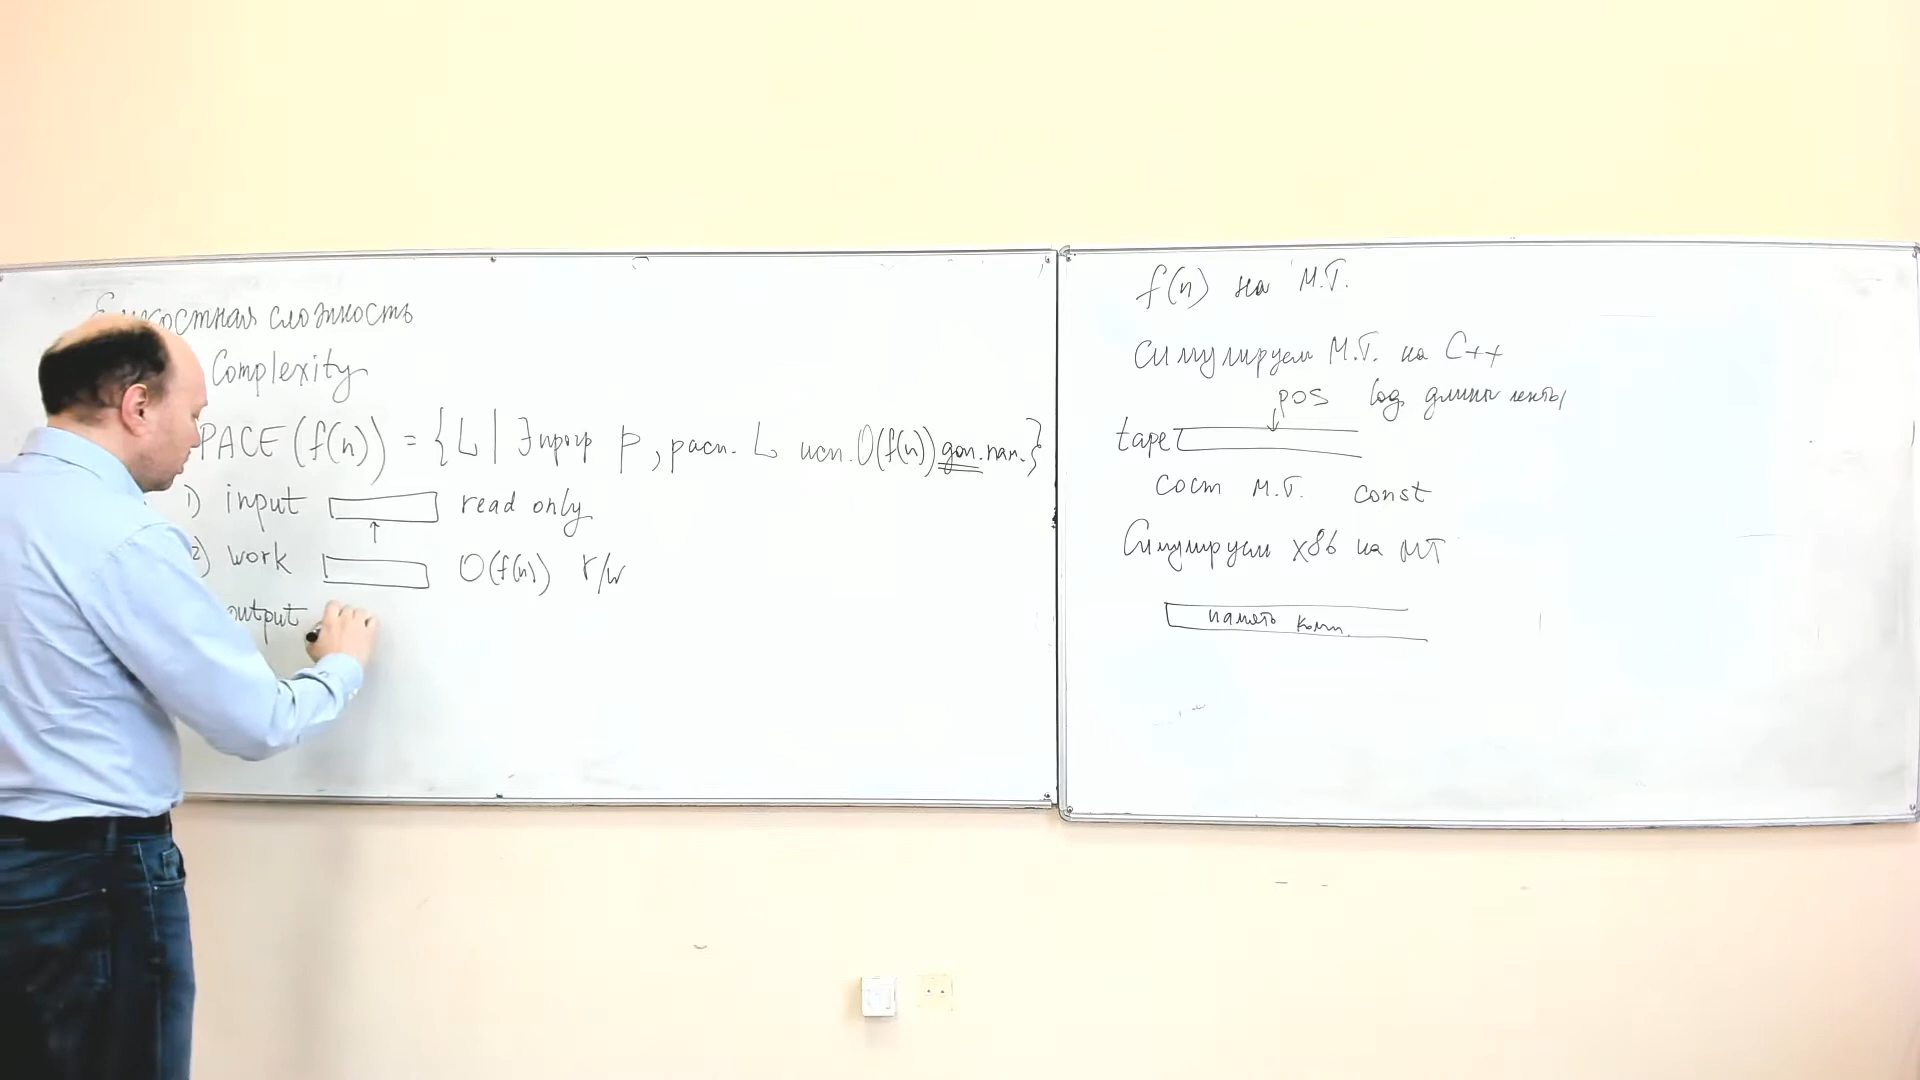 Емкостная сложность
Complexity
PACE (f(n)) = {L | ∃ прогр p, расп. L исп. O(f(n)) доп. пам.}
1) input read only
2) work O(f(n)) r/w
output
f(n) на М.Т.
Симулируем М.Т. на C++
pos log длины ленты
tape
сост М.Т. const
Симулируем x86 на МТ
память комп.